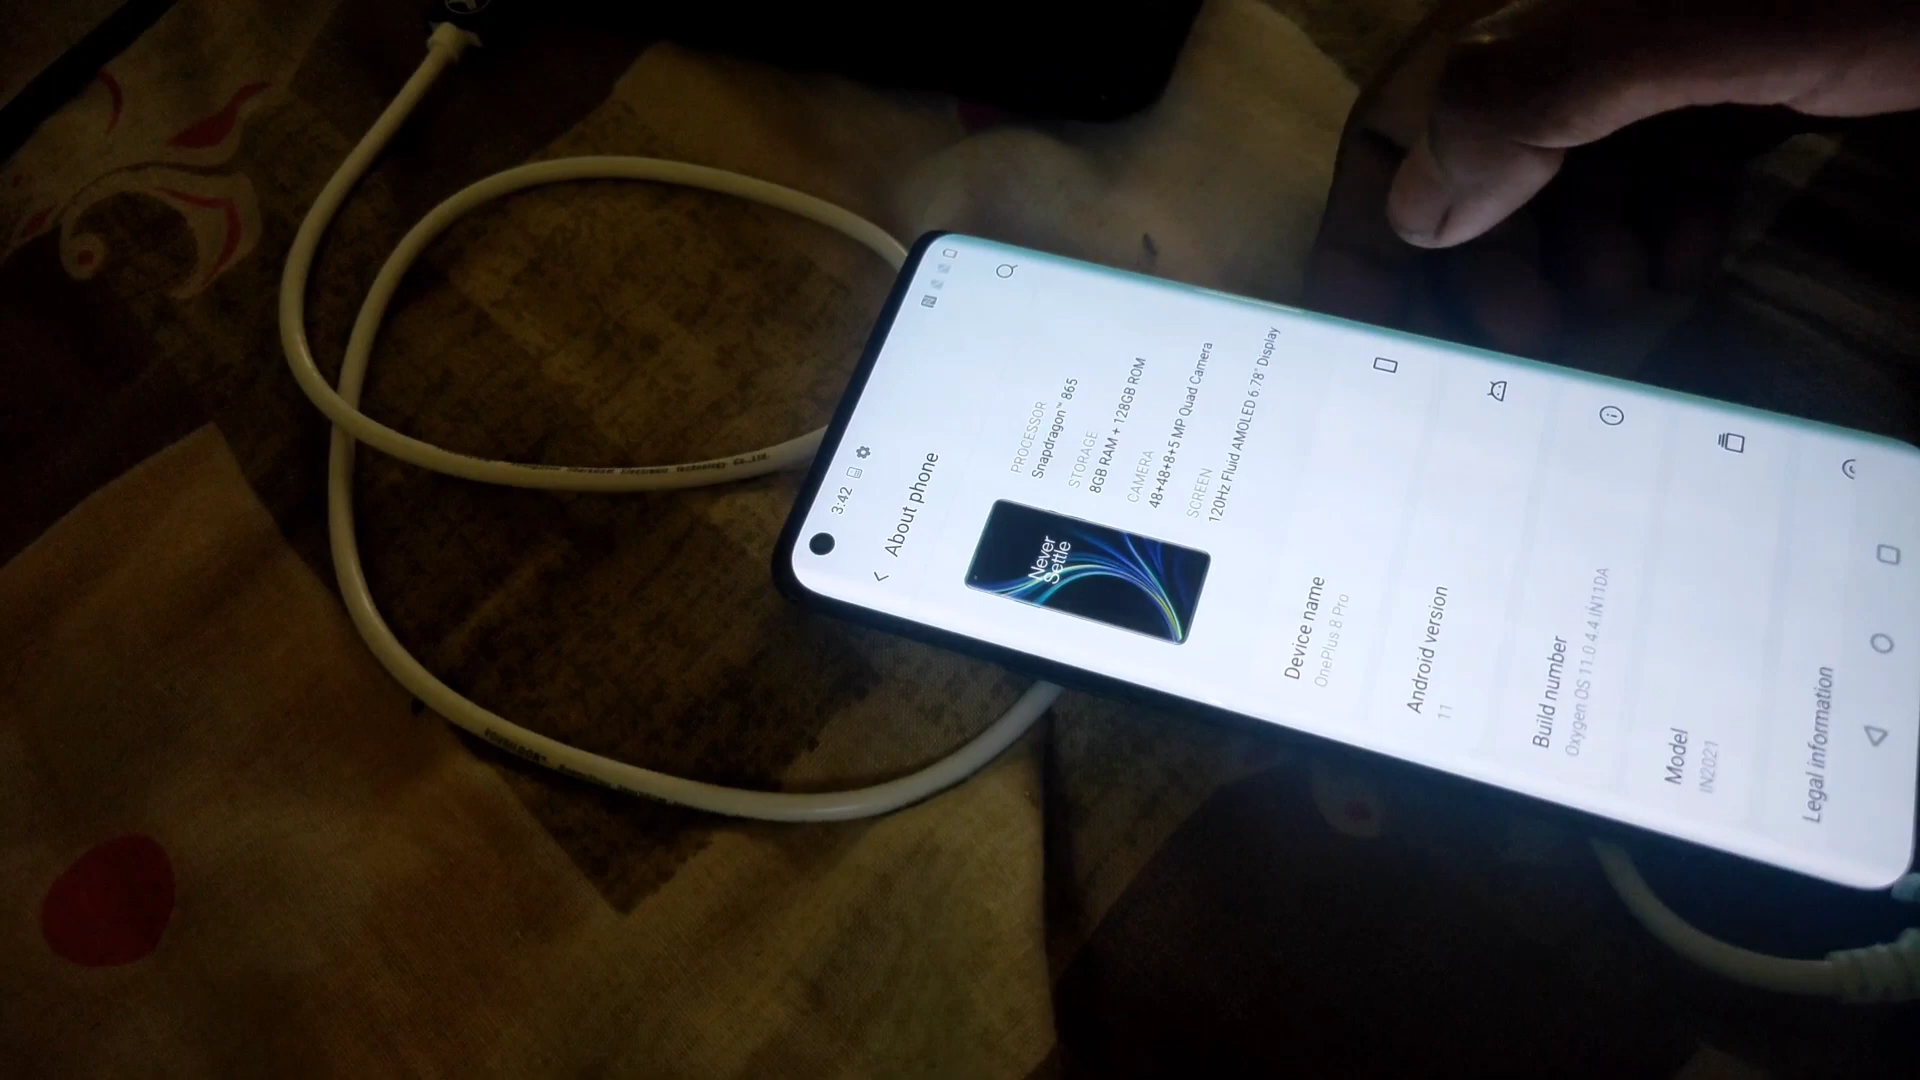 3:42
About phone
Never
Settle
PROCESSOR
Snapdragon™ 865
STORAGE
8GB RAM + 128GB ROM
CAMERA
48+48+8+5 MP Quad Camera
SCREEN
120Hz Fluid AMOLED 6.78" Display
Device name
OnePlus 8 Pro
Android version
11
Build number
Oxygen OS 11.0.4.4.IN11DA
Model
IN2021
Legal information